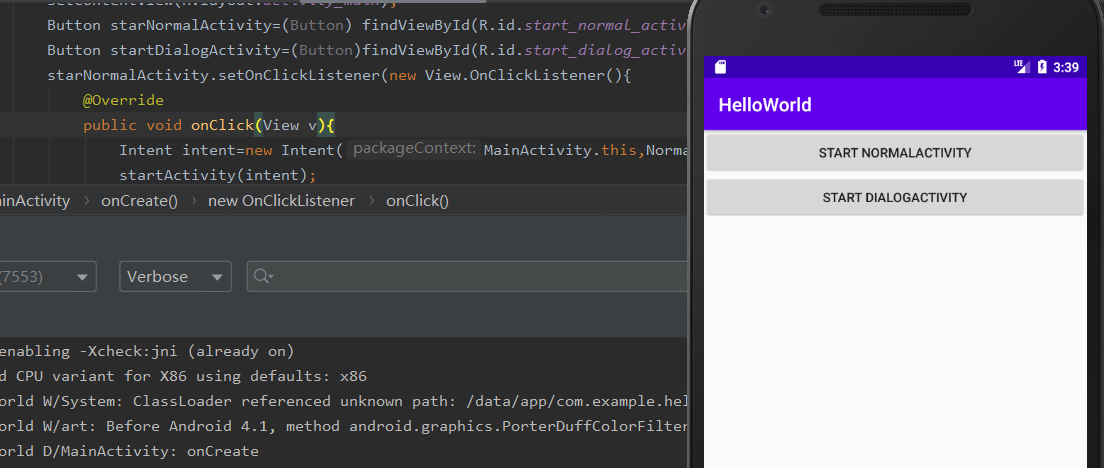 setContentView(R.layout.activity_main);
Button starNormalActivity=(Button) findViewById(R.id.start_normal_activ
Button startDialogActivity=(Button)findViewById(R.id.start_dialog_activ
starNormalActivity.setOnClickListener(new View.OnClickListener(){
@Override
public void onClick(View v){
Intent intent=new Intent( packageContext: MainActivity.this,Norma
startActivity(intent);
ainActivity › onCreate() › new OnClickListener › onClick()
(7553)
Verbose
enabling -Xcheck:jni (already on)
d CPU variant for X86 using defaults: x86
orld W/System: ClassLoader referenced unknown path: /data/app/com.example.hel
orld W/art: Before Android 4.1, method android.graphics.PorterDuffColorFilter
orld D/MainActivity: onCreate
LTE 3:39
HelloWorld
START NORMALACTIVITY
START DIALOGACTIVITY